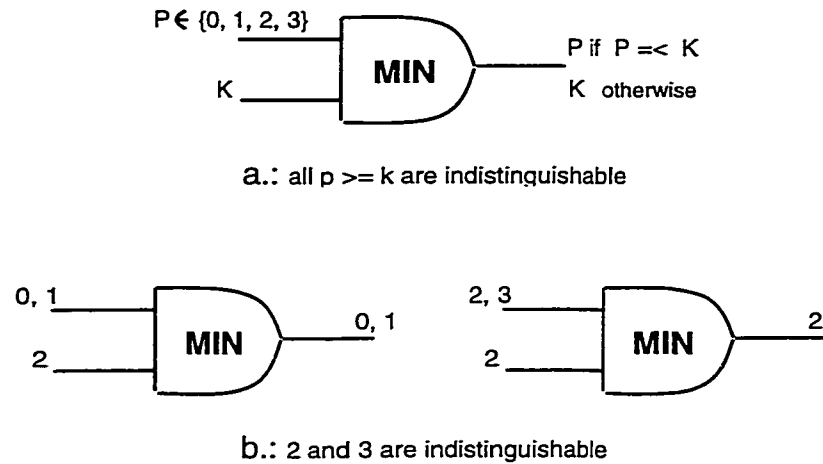 P ∈ {0, 1, 2, 3}
MIN
P if P =< K
K
K otherwise
a.: all p >= k are indistinguishable
0, 1
MIN
0, 1
2
2, 3
MIN
2
2
b.: 2 and 3 are indistinguishable